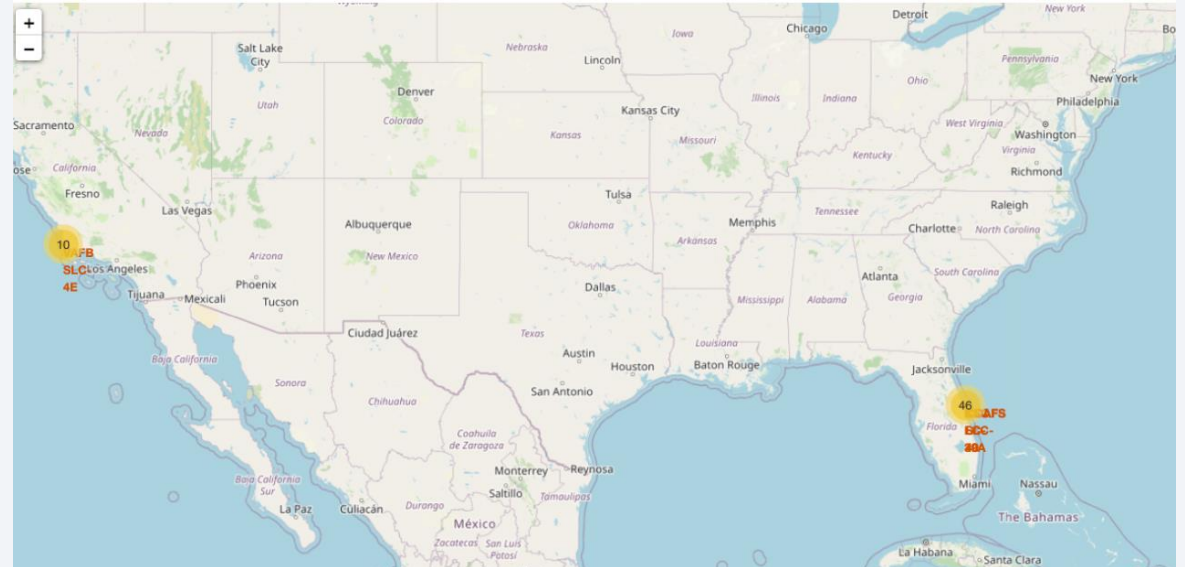 +
−
Wyoming
Detroit
New York
Chicago
Iowa
Bo
Salt Lake
City
Nebraska
Lincoln
Pennsylvania
New York
Denver
Ohio
Utah
Illinois
Indiana
Philadelphia
Kansas City
Colorado
Sacramento
Nevada
Kansas
Missouri
West Virginia
Washington
Virginia
Kentucky
ose
California
Richmond
Fresno
Tulsa
Las Vegas
Raleigh
Albuquerque
Oklahoma
Memphis
Tennessee
Charlotte
North Carolina
10
Arizona
New Mexico
Arkansas
SLC-
Los Angeles
4E
Atlanta
South Carolina
Phoenix
Dallas
Tijuana
Mexicali
Tucson
Mississippi
Alabama
Georgia
Ciudad Juárez
Texas
Louisiana
Austin
Houston
Baton Rouge
Baja California
Jacksonville
Sonora
San Antonio
Chihuahua
46
Florida
Coahuila
de Zaragoza
Monterrey
Reynosa
Baja California
Sur
Saltillo
Tamaulipas
Miami
Nassau
La Paz
Culiacán
Durango
México
The Bahamas
Zacatecas
San Luis
Potosí
La Habana
Santa Clara